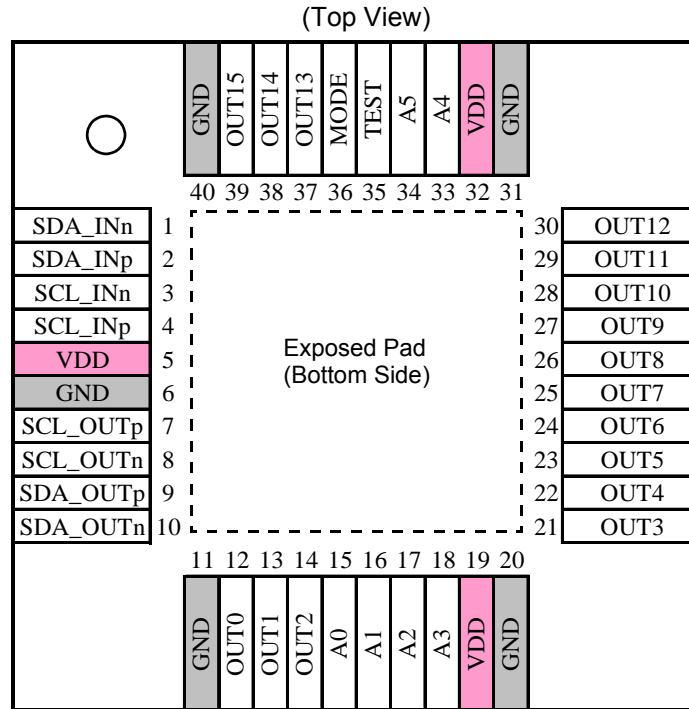 (Top View)
GND OUT15 OUT14 OUT13 MODE TEST A5 A4 VDD GND
40 39 38 37 36 35 34 33 32 31
SDA_INn 1
SDA_INp 2
SCL_INn 3
SCL_INp 4
VDD 5
GND 6
SCL_OUTp 7
SCL_OUTn 8
SDA_OUTp 9
SDA_OUTn 10
Exposed Pad
(Bottom Side)
30 OUT12
29 OUT11
28 OUT10
27 OUT9
26 OUT8
25 OUT7
24 OUT6
23 OUT5
22 OUT4
21 OUT3
11 12 13 14 15 16 17 18 19 20
GND OUT0 OUT1 OUT2 A0 A1 A2 A3 VDD GND